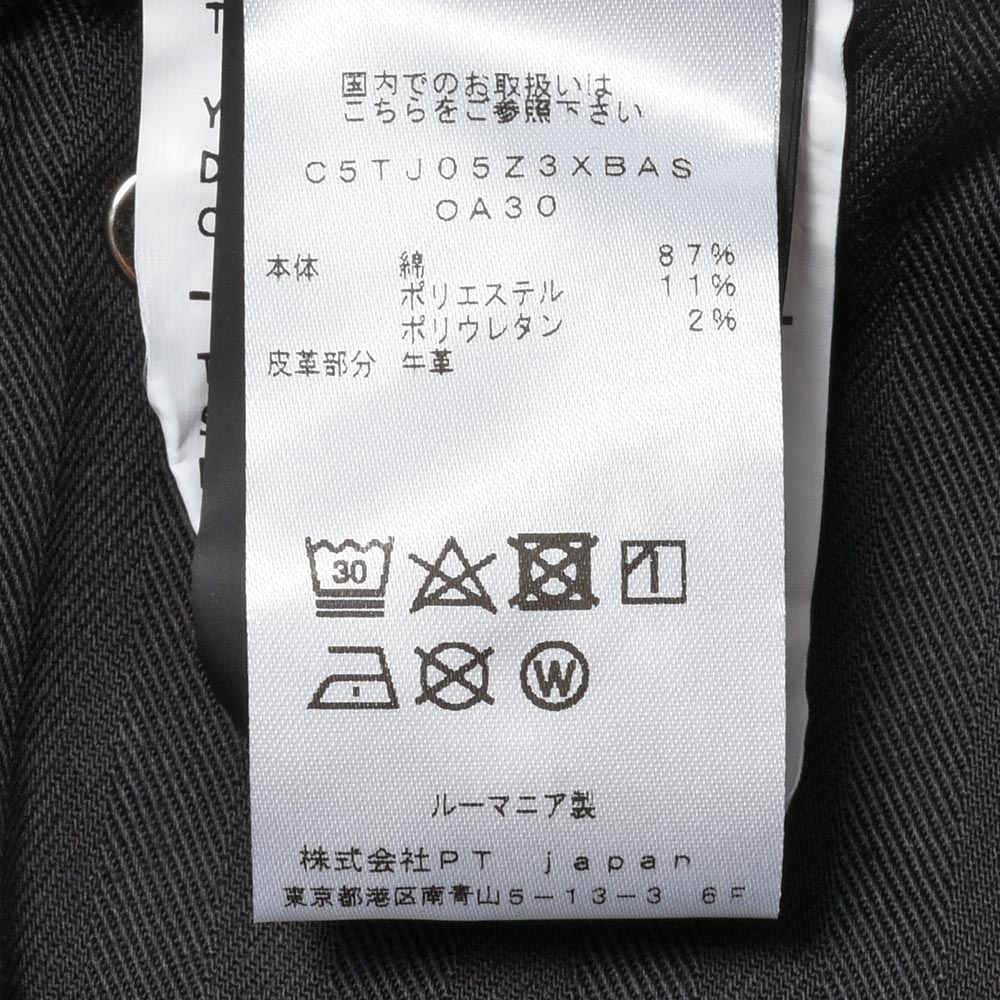 国内でのお取扱いは
こちらをご参照下さい
C5TJ05Z3XBAS
0A30
本体 綿 87%
ポリエステル 11%
ポリウレタン 2%
皮革部分 牛革
30
W
ルーマニア製
株式会社PT japan
東京都港区南青山5-13-3 6F